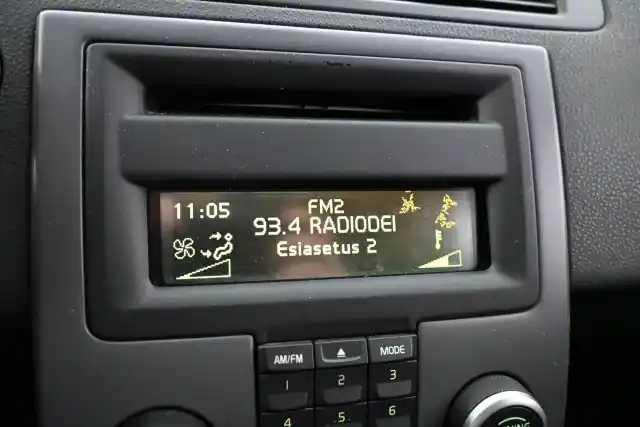 11:05
FM2
93.4 RADIODEI
Esiasetus 2
AM/FM
MODE
1
2
3
4
5
6